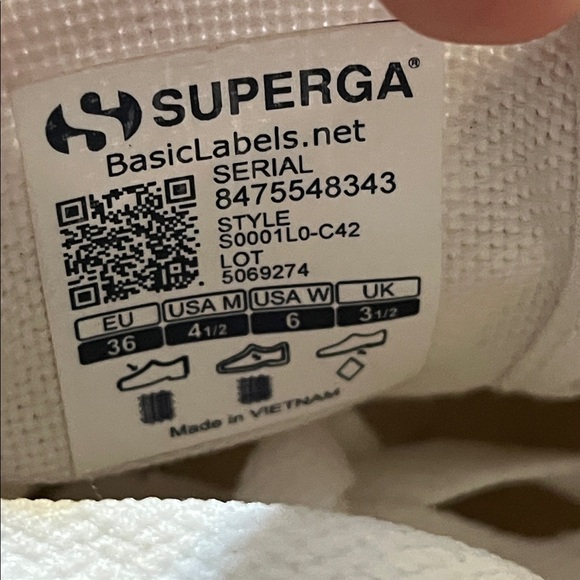 SUPERGA®
BasicLabels.net
SERIAL
8475548343
STYLE
S0001L0-C42
LOT
5069274
EU USA M USA W UK
36 4 1/2 6 3 1/2
Made in VIETNAM